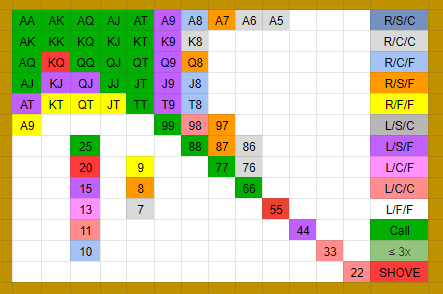 AA AK AQ AJ AT A9 A8 A7 A6 A5 R/S/C
AK KK KQ KJ KT K9 K8 R/C/C
AQ KQ QQ QJ QT Q9 Q8 R/C/F
AJ KJ QJ JJ JT J9 J8 R/S/F
AT KT QT JT TT T9 T8 R/F/F
A9 99 98 97 L/S/C
25 88 87 86 L/S/F
20 9 77 76 L/C/F
15 8 66 L/C/C
13 7 55 L/F/F
11 44 Call
10 33 ≤ 3x
22 SHOVE